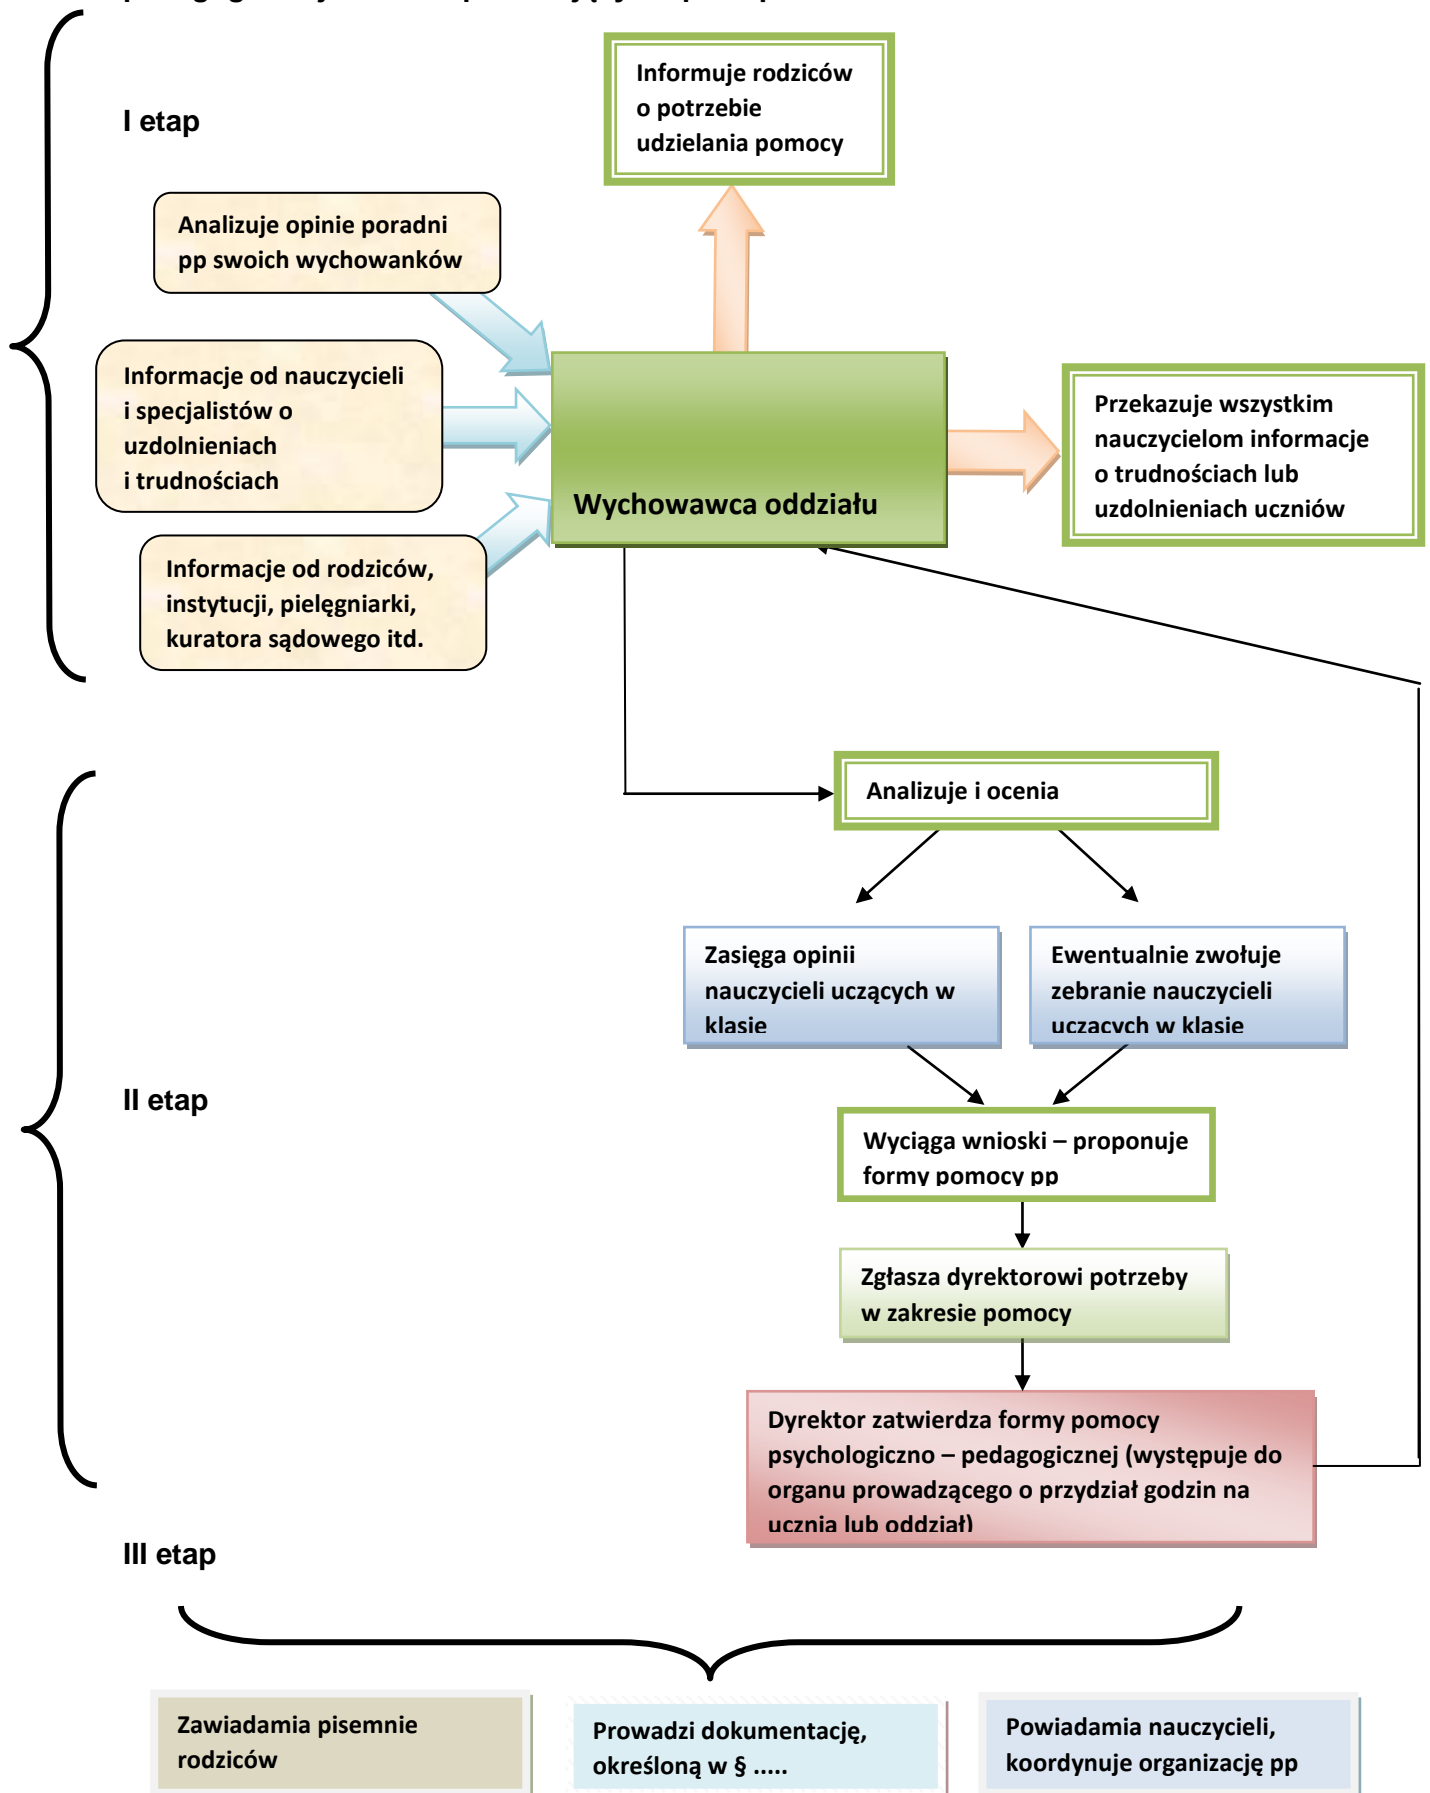 Informuje rodziców
o potrzebie
udzielania pomocy
I etap
Analizuje opinie poradni
pp swoich wychowanków
Informacje od nauczycieli
i specjalistów o
uzdolnieniach
i trudnościach
Przekazuje wszystkim
nauczycielom informacje
o trudnościach lub
uzdolnieniach uczniów
Wychowawca oddziału
Informacje od rodziców,
instytucji, pielęgniarki,
kuratora sądowego itd.
Analizuje i ocenia
Zasięga opinii
nauczycieli uczących w
klasie
Ewentualnie zwołuje
zebranie nauczycieli
uczących w klasie
II etap
Wyciąga wnioski – proponuje
formy pomocy pp
Zgłasza dyrektorowi potrzeby
w zakresie pomocy
Dyrektor zatwierdza formy pomocy
psychologiczno – pedagogicznej (występuje do
organu prowadzącego o przydział godzin na
ucznia lub oddział)
III etap
Zawiadamia pisemnie
rodziców
Prowadzi dokumentację,
określoną w § .....
Powiadamia nauczycieli,
koordynuje organizację pp